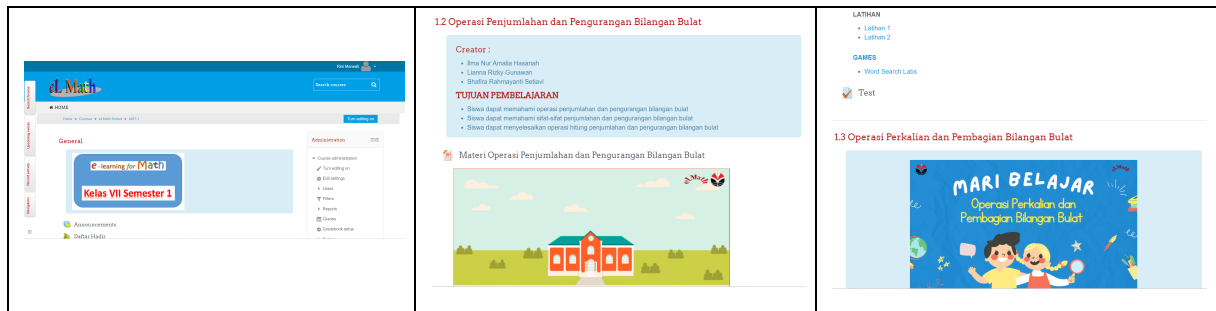 Rini Marwati
eL Math
Search courses
HOME
Turn editing on
General
e-learning for Math
Kelas VII Semester 1
Announcements
Daftar Hadir
Administration
Course administration
Turn editing on
Edit settings
Users
Filters
Reports
Grades
Gradebook setup
1.2 Operasi Penjumlahan dan Pengurangan Bilangan Bulat
Creator :
Ilma Nur Amalia Hasanah
Lianna Rizky Gunawan
Shafira Rahmayanti Setiavi
TUJUAN PEMBELAJARAN
Siswa dapat memahami operasi penjumlahan dan pengurangan bilangan bulat
Siswa dapat memahami sifat-sifat penjumlahan dan pengurangan bilangan bulat
Siswa dapat menyelesaikan operasi hitung penjumlahan dan pengurangan bilangan bulat
Materi Operasi Penjumlahan dan Pengurangan Bilangan Bulat
eL Math
LATIHAN
Latihan 1
Latihan 2
GAMES
Word Search Labs
Test
1.3 Operasi Perkalian dan Pembagian Bilangan Bulat
MARI BELAJAR
Operasi Perkalian dan
Pembagian Bilangan Bulat